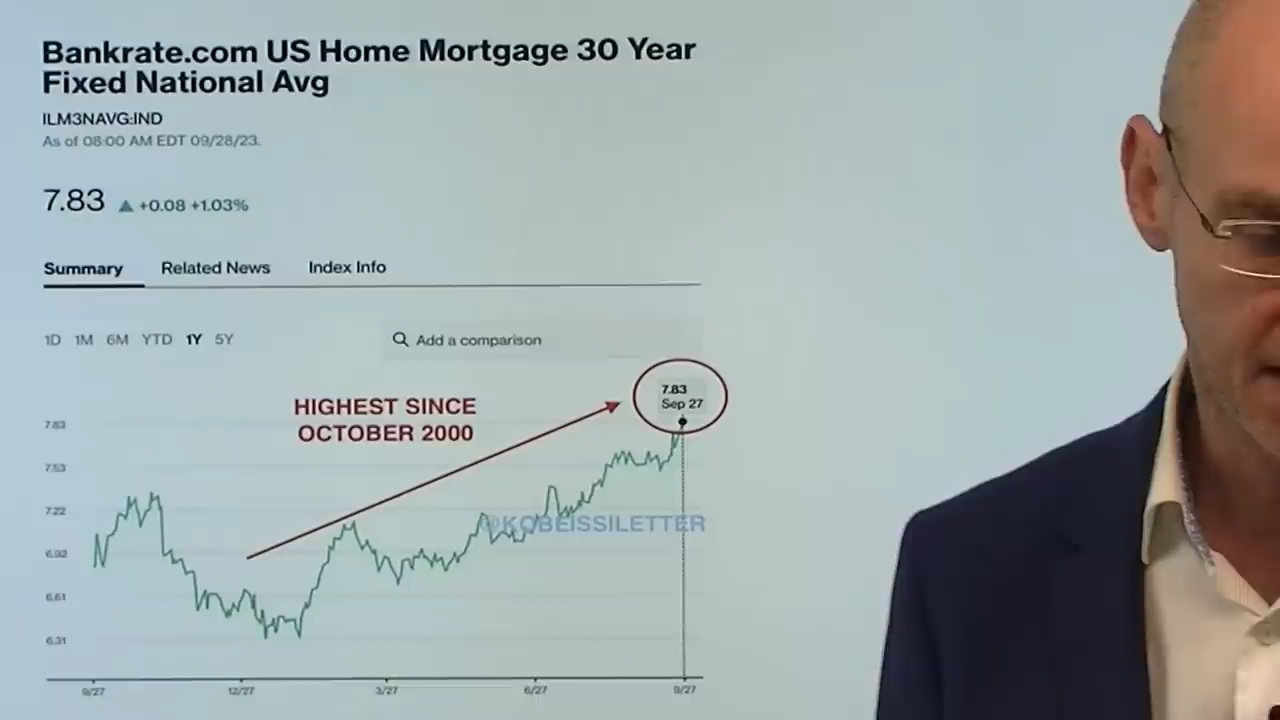 Bankrate.com US Home Mortgage 30 Year
Fixed National Avg
ILM3NAVG:IND
As of 08:00 AM EDT 09/28/23.
7.83 ▲ +0.08 +1.03%
Summary Related News Index Info
1D 1M 6M YTD 1Y 5Y Add a comparison
7.83
Sep 27
HIGHEST SINCE
OCTOBER 2000
7.83
7.53
7.22
@KOBEISSILETTER
6.92
6.61
6.31
9/27 12/27 3/27 6/27 9/27